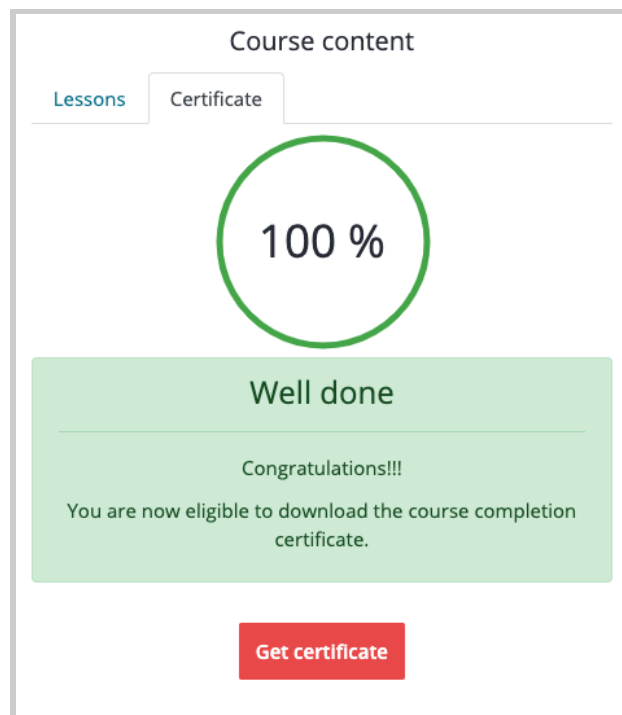 Course content
Lessons
Certificate
100 %
Well done
Congratulations!!!
You are now eligible to download the course completion
certificate.
Get certificate